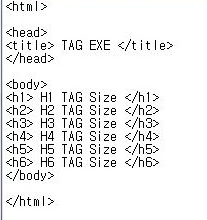 <html>
<head>
<title> TAG EXE </title>
</head>
<body>
<h1> H1 TAG Size </h1>
<h2> H2 TAG Size </h2>
<h3> H3 TAG Size </h3>
<h4> H4 TAG Size </h4>
<h5> H5 TAG Size </h5>
<h6> H6 TAG Size </h6>
</body>
</html>